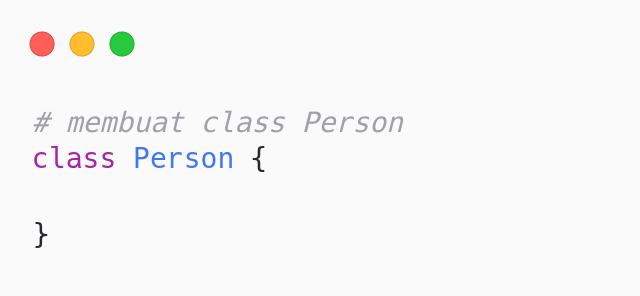 # membuat class Person
class Person {
}